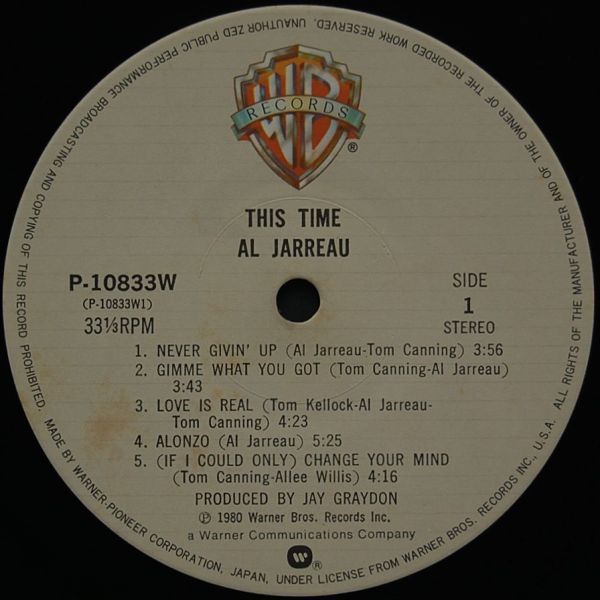 WB
RECORDS
®
THIS TIME
AL JARREAU
P-10833W
(P-10833W1)
33⅓RPM
SIDE
1
STEREO
1. NEVER GIVIN' UP (Al Jarreau-Tom Canning) 3:56
2. GIMME WHAT YOU GOT (Tom Canning-Al Jarreau)
3:43
3. LOVE IS REAL (Tom Kellock-Al Jarreau-
Tom Canning) 4:23
4. ALONZO (Al Jarreau) 5:25
5. (IF I COULD ONLY) CHANGE YOUR MIND
(Tom Canning-Allee Willis) 4:16
PRODUCED BY JAY GRAYDON
Ⓟ 1980 Warner Bros. Records Inc.
a Warner Communications Company
MADE BY WARNER-PIONEER CORPORATION, JAPAN, UNDER LICENSE FROM WARNER BROS. RECORDS INC., U.S.A. ALL RIGHTS OF THE MANUFACTURER AND OF THE OWNER OF THE RECORDED WORK RESERVED. UNAUTHORIZED PUBLIC PERFORMANCE BROADCASTING AND COPYING OF THIS RECORD PROHIBITED.